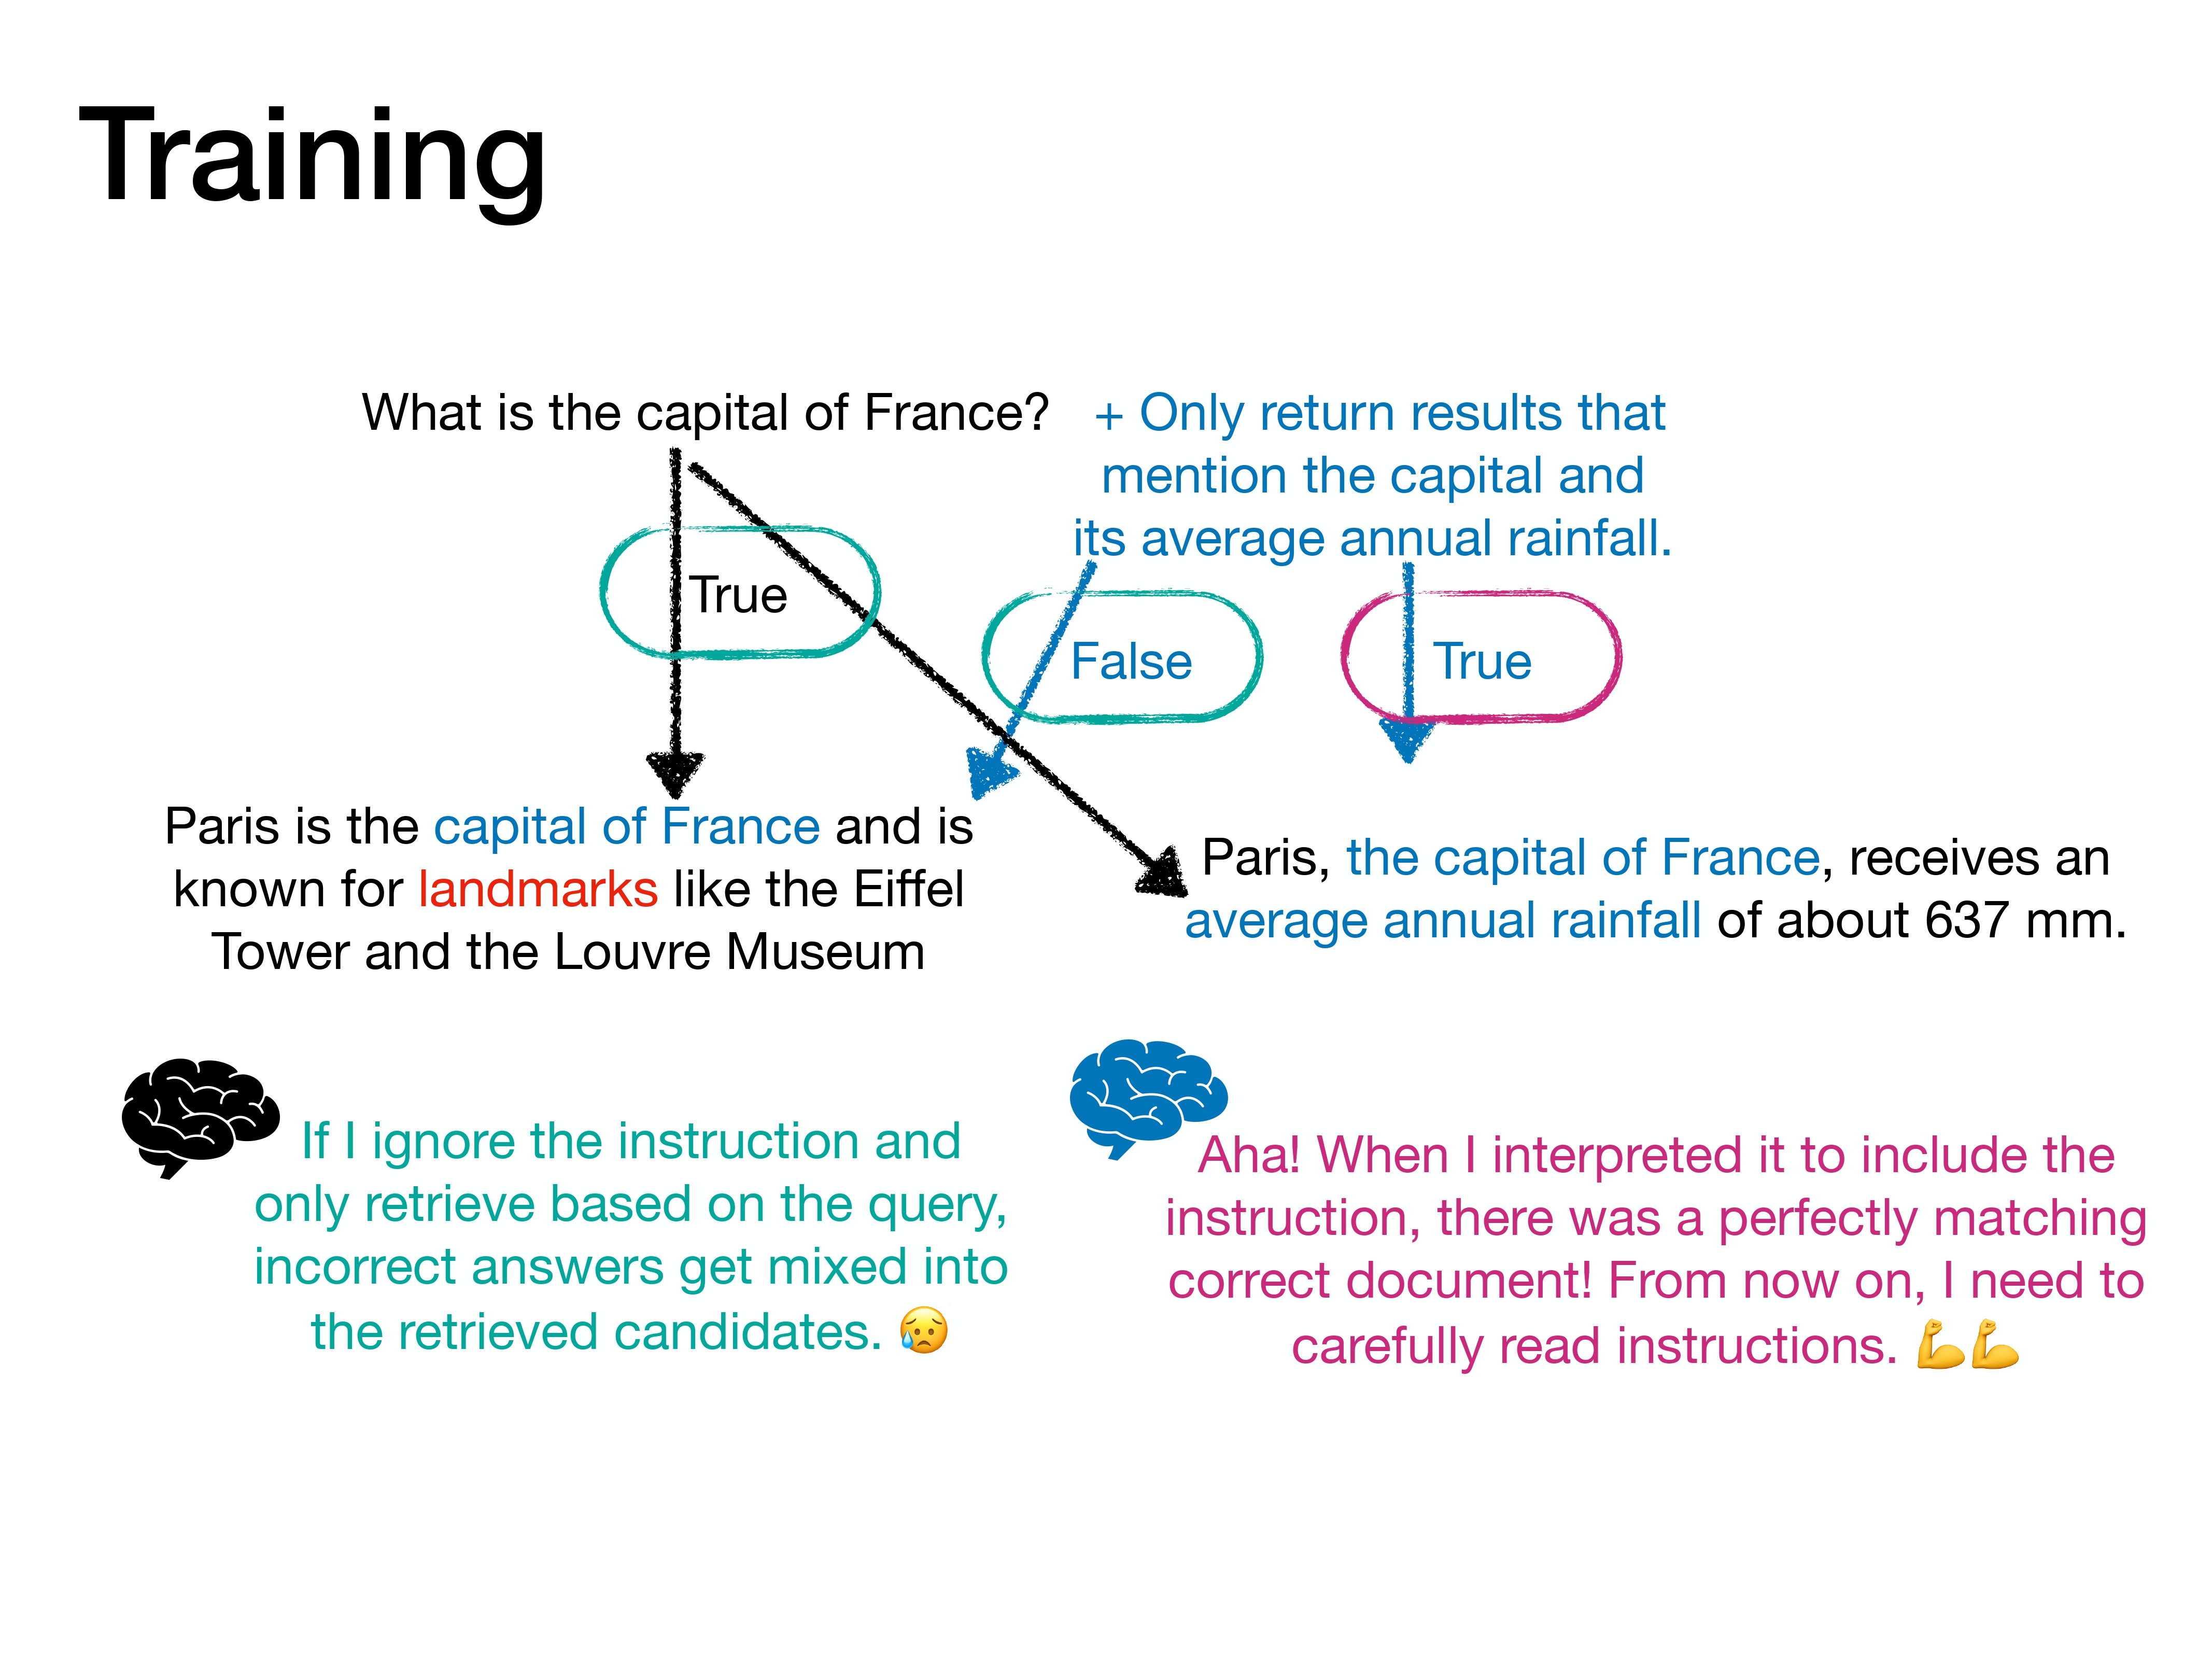 Training
What is the capital of France?
+ Only return results that
mention the capital and
its average annual rainfall.
True
False
True
Paris is the capital of France and is
known for landmarks like the Eiffel
Tower and the Louvre Museum
Paris, the capital of France, receives an
average annual rainfall of about 637 mm.
If I ignore the instruction and
only retrieve based on the query,
incorrect answers get mixed into
the retrieved candidates. 😥
Aha! When I interpreted it to include the
instruction, there was a perfectly matching
correct document! From now on, I need to
carefully read instructions. 💪💪